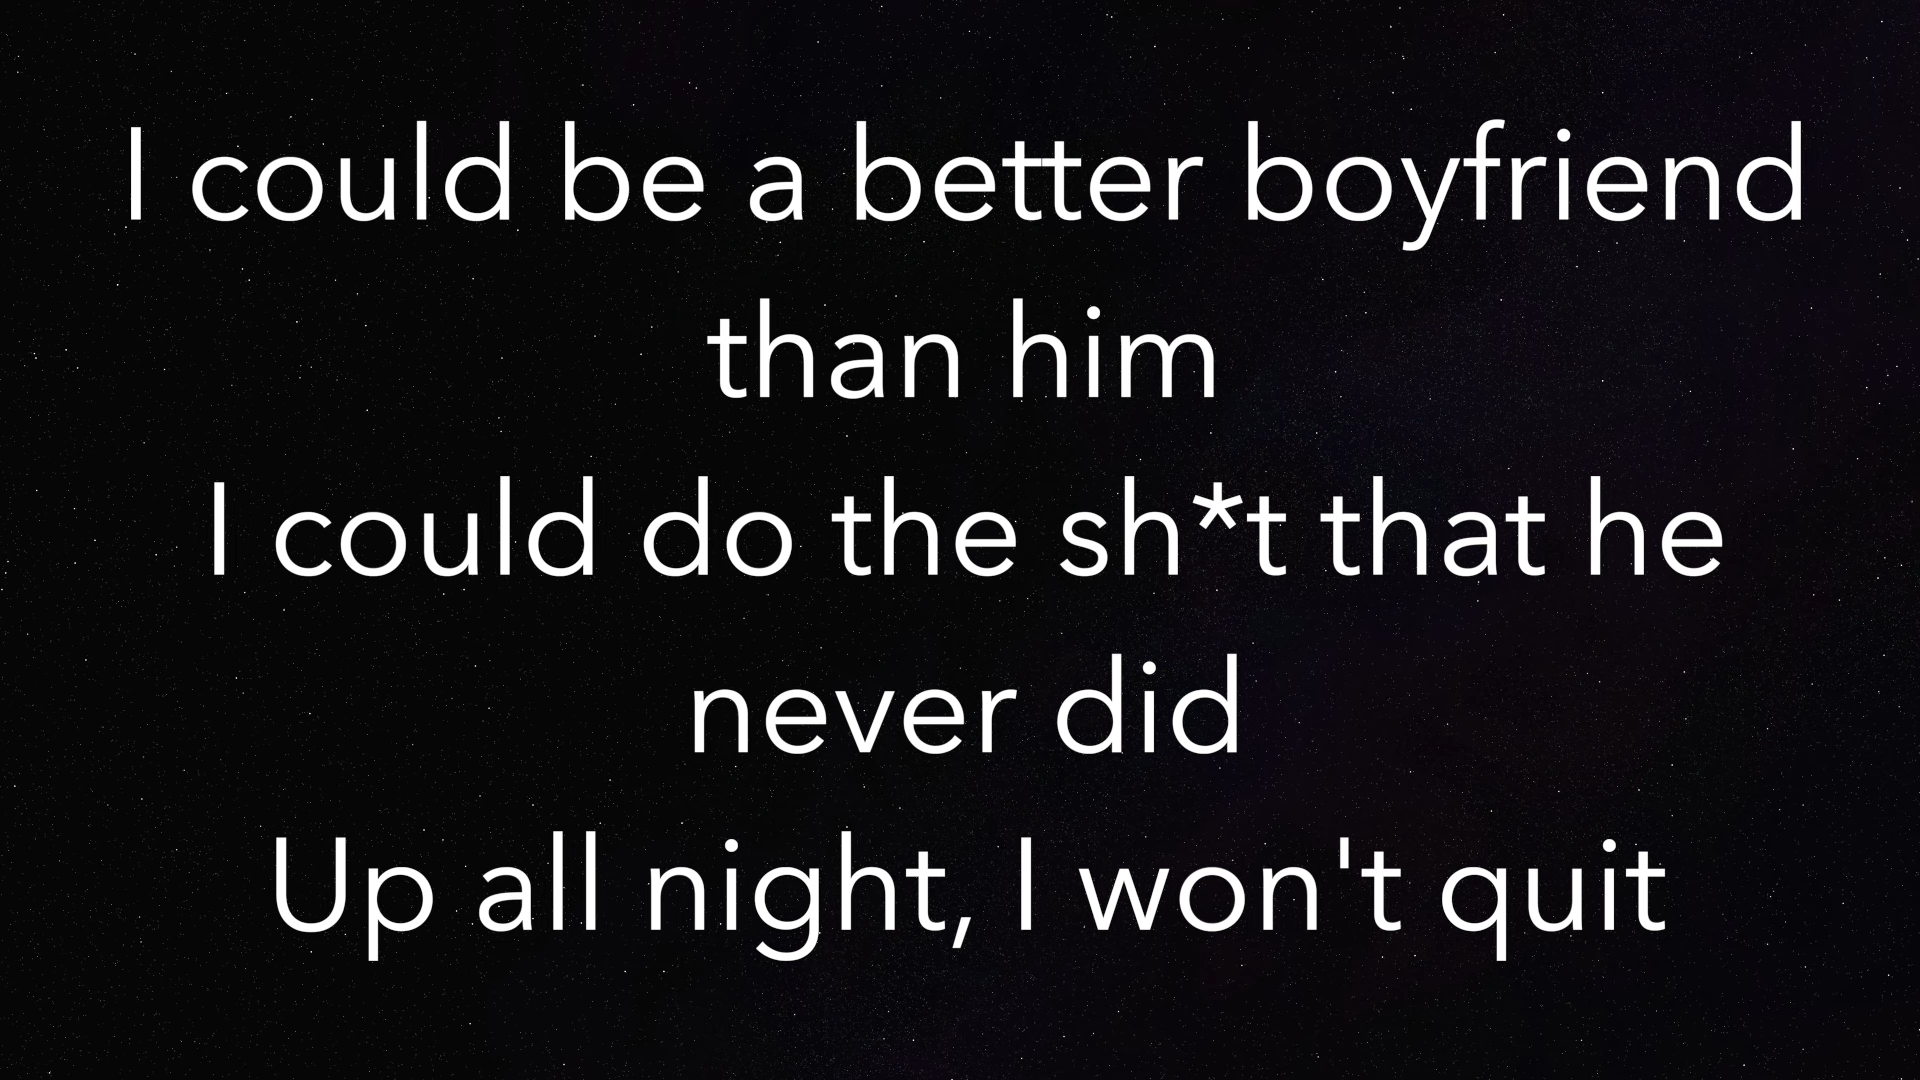 I could be a better boyfriend
than him
I could do the sh*t that he
never did
Up all night, I won't quit